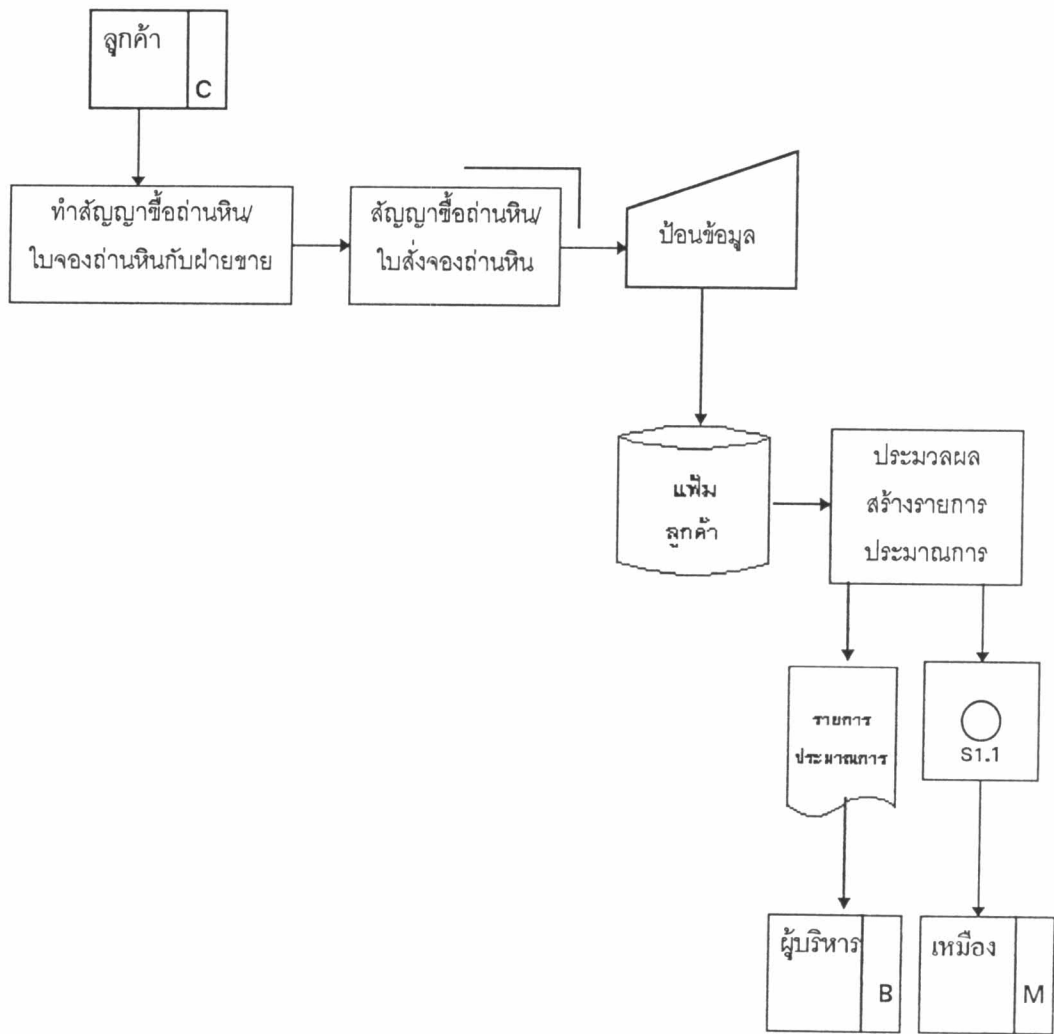 ลูกค้า
C
ทำสัญญาซื้อถ่านหิน/
ใบจองถ่านหินกับฝ่ายขาย
สัญญาซื้อถ่านหิน/
ใบสั่งจองถ่านหิน
ป้อนข้อมูล
แฟ้ม
ลูกค้า
ประมวลผล
สร้างรายการ
ประมาณการ
รายการ
ประมาณการ
S1.1
ผู้บริหาร
B
เหมือง
M